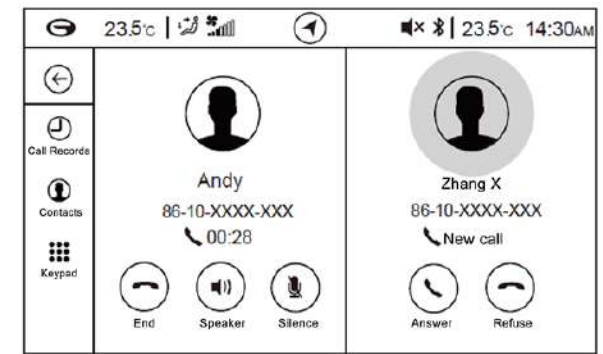 23.5°c 23.5°c 14:30AM
Call Records
Contacts
Keypad
Andy
86-10-XXXX-XXX
00:28
End Speaker Silence
Zhang X
86-10-XXXX-XXX
New call
Answer Refuse